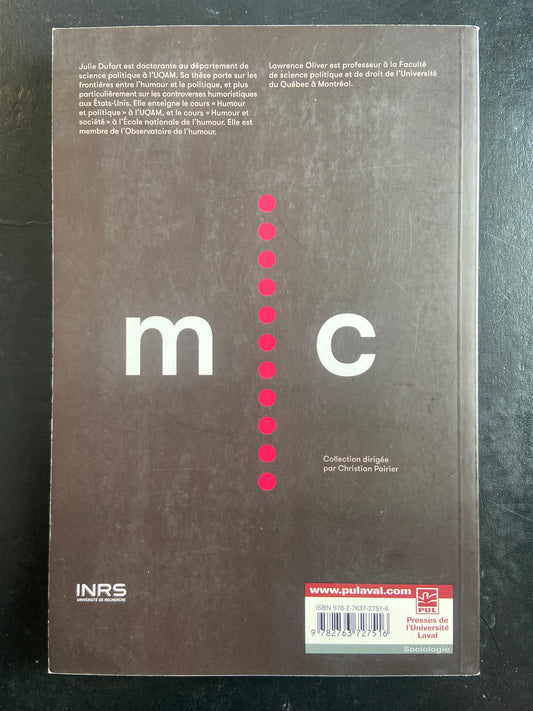 Julie Dufort est doctorante au département de
science politique à l'UQAM. Sa thèse porte sur les
frontières entre l'humour et le politique, et plus
particulièrement sur les controverses humoristiques
aux États-Unis. Elle enseigne le cours « Humour
et politique » à l'UQAM, et le cours « Humour et
société » à l'École nationale de l'humour. Elle est
membre de l'Observatoire de l'humour.
Lawrence Oliver est professeur à la Faculté
de science politique et de droit de l'Université
du Québec à Montréal.
m c
Collection dirigée
par Christian Poirier
INRS
UNIVERSITÉ DE RECHERCHE
www.pulaval.com
PUL
ISBN 978-2-7637-2751-6
9 782763 727516
Presses de
l'Université
Laval
Sociologie